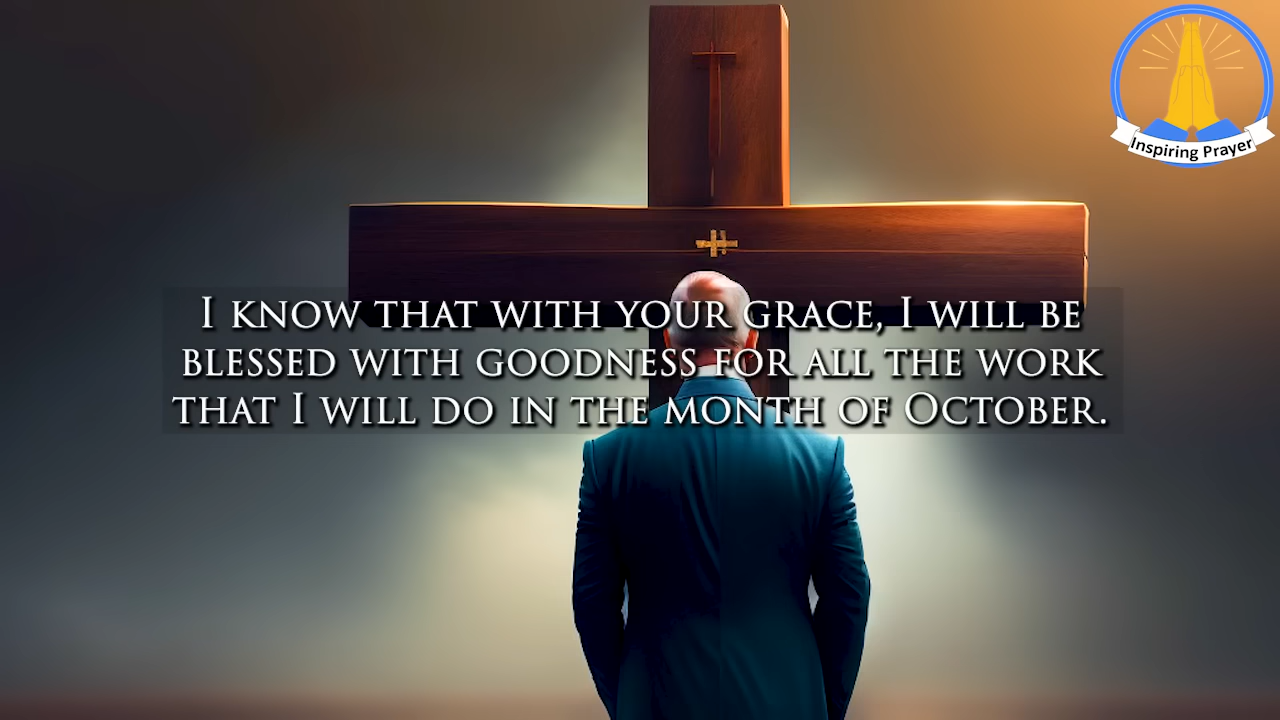 Inspiring Prayer
I KNOW THAT WITH YOUR GRACE, I WILL BE
BLESSED WITH GOODNESS FOR ALL THE WORK
THAT I WILL DO IN THE MONTH OF OCTOBER.